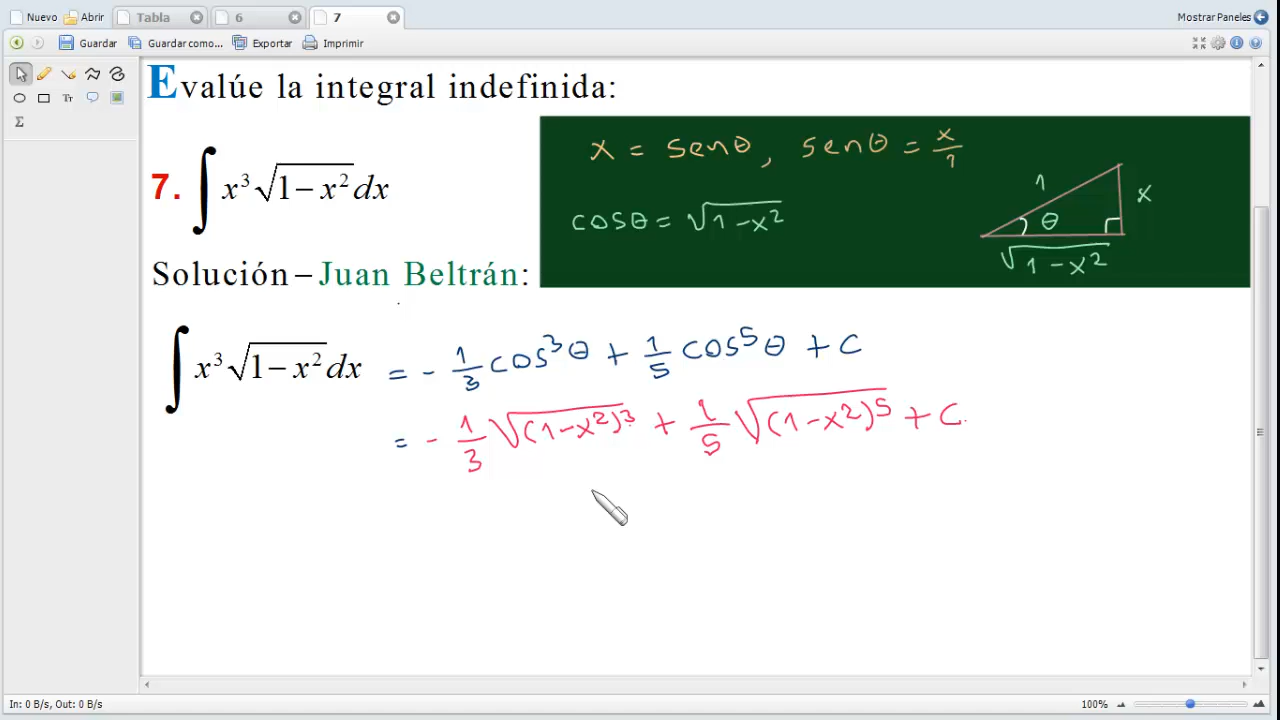 Nuevo Abrir Tabla 6 7 Mostrar Paneles
Guardar Guardar como... Exportar Imprimir
Evalúe la integral indefinida:
7. ∫ x³√(1−x²) dx
x = senθ, senθ = x/1
cosθ = √(1−x²)
1
x
θ
√(1−x²)
Solución–Juan Beltrán:
∫ x³√(1−x²) dx = -1/3 cos³θ + 1/5 cos⁵θ + C
= -1/3 √((1−x²)³) + 1/5 √((1−x²)⁵) + C
Tt
Σ
In: 0 B/s, Out: 0 B/s 100%